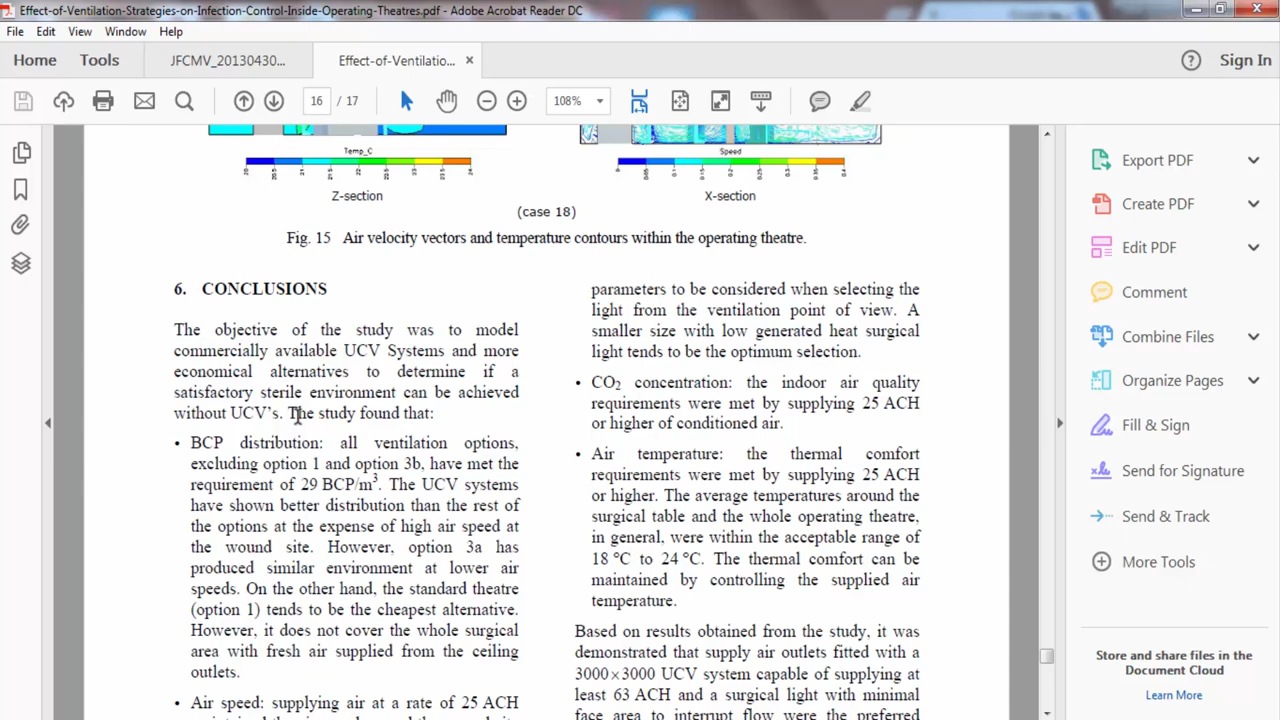 Effect-of-Ventilation-Strategies-on-Infection-Control-Inside-Operating-Theatres.pdf - Adobe Acrobat Reader DC
File Edit View Window Help
Home Tools JFCMV_20130430... Effect-of-Ventilatio... × Sign In
16 / 17 108%
Temp_C
Z-section
Speed
X-section
(case 18)
Fig. 15 Air velocity vectors and temperature contours within the operating theatre.
6. CONCLUSIONS
The objective of the study was to model
commercially available UCV Systems and more
economical alternatives to determine if a
satisfactory sterile environment can be achieved
without UCV's. The study found that:
• BCP distribution: all ventilation options,
excluding option 1 and option 3b, have met the
requirement of 29 BCP/m³. The UCV systems
have shown better distribution than the rest of
the options at the expense of high air speed at
the wound site. However, option 3a has
produced similar environment at lower air
speeds. On the other hand, the standard theatre
(option 1) tends to be the cheapest alternative.
However, it does not cover the whole surgical
area with fresh air supplied from the ceiling
outlets.
• Air speed: supplying air at a rate of 25 ACH
parameters to be considered when selecting the
light from the ventilation point of view. A
smaller size with low generated heat surgical
light tends to be the optimum selection.
• CO₂ concentration: the indoor air quality
requirements were met by supplying 25 ACH
or higher of conditioned air.
• Air temperature: the thermal comfort
requirements were met by supplying 25 ACH
or higher. The average temperatures around the
surgical table and the whole operating theatre,
in general, were within the acceptable range of
18 °C to 24 °C. The thermal comfort can be
maintained by controlling the supplied air
temperature.
Based on results obtained from the study, it was
demonstrated that supply air outlets fitted with a
3000×3000 UCV system capable of supplying at
least 63 ACH and a surgical light with minimal
face area to interrupt flow were the preferred
Export PDF
Create PDF
Edit PDF
Comment
Combine Files
Organize Pages
Fill & Sign
Send for Signature
Send & Track
More Tools
Store and share files in the
Document Cloud
Learn More